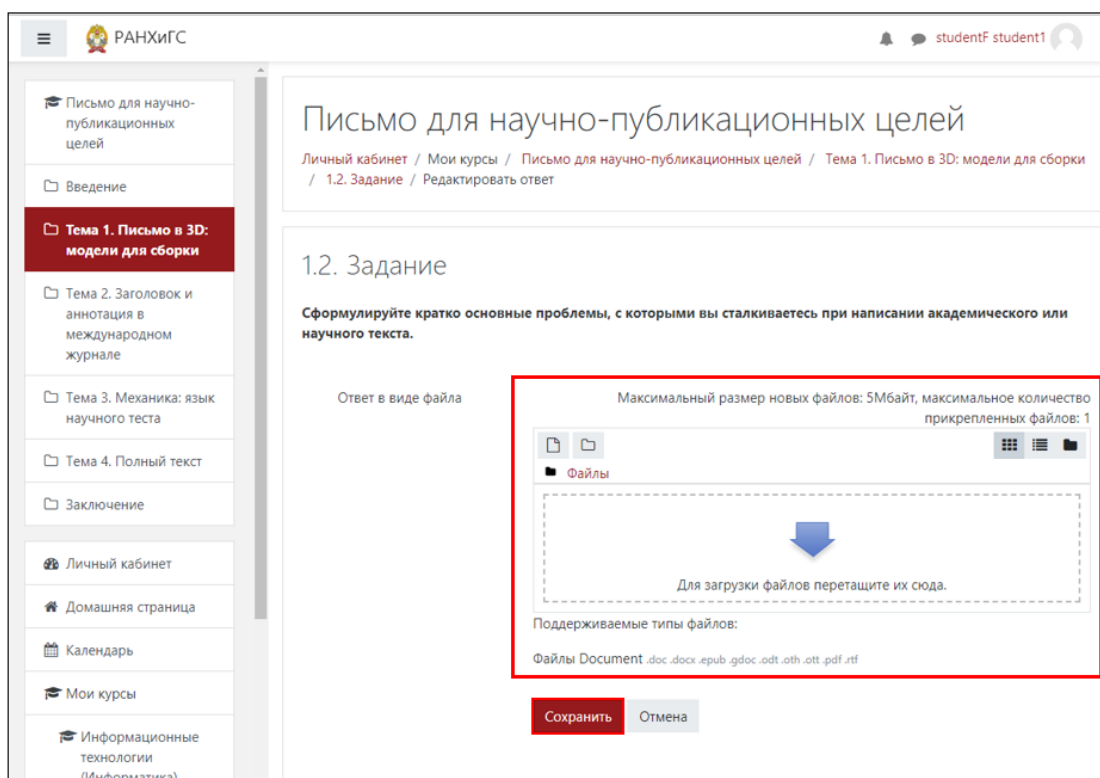 РАНХиГС
studentF student1
Письмо для научно-
публикационных
целей
Введение
Тема 1. Письмо в 3D:
модели для сборки
Тема 2. Заголовок и
аннотация в
международном
журнале
Тема 3. Механика: язык
научного теста
Тема 4. Полный текст
Заключение
Личный кабинет
Домашняя страница
Календарь
Мои курсы
Информационные
технологии
(Информатика)
Письмо для научно-публикационных целей
Личный кабинет / Мои курсы / Письмо для научно-публикационных целей / Тема 1. Письмо в 3D: модели для сборки
/ 1.2. Задание / Редактировать ответ
1.2. Задание
Сформулируйте кратко основные проблемы, с которыми вы сталкиваетесь при написании академического или
научного текста.
Ответ в виде файла
Максимальный размер новых файлов: 5Мбайт, максимальное количество
прикрепленных файлов: 1
Файлы
Для загрузки файлов перетащите их сюда.
Поддерживаемые типы файлов:
Файлы Document .doc .docx .epub .gdoc .odt .oth .ott .pdf .rtf
Сохранить Отмена